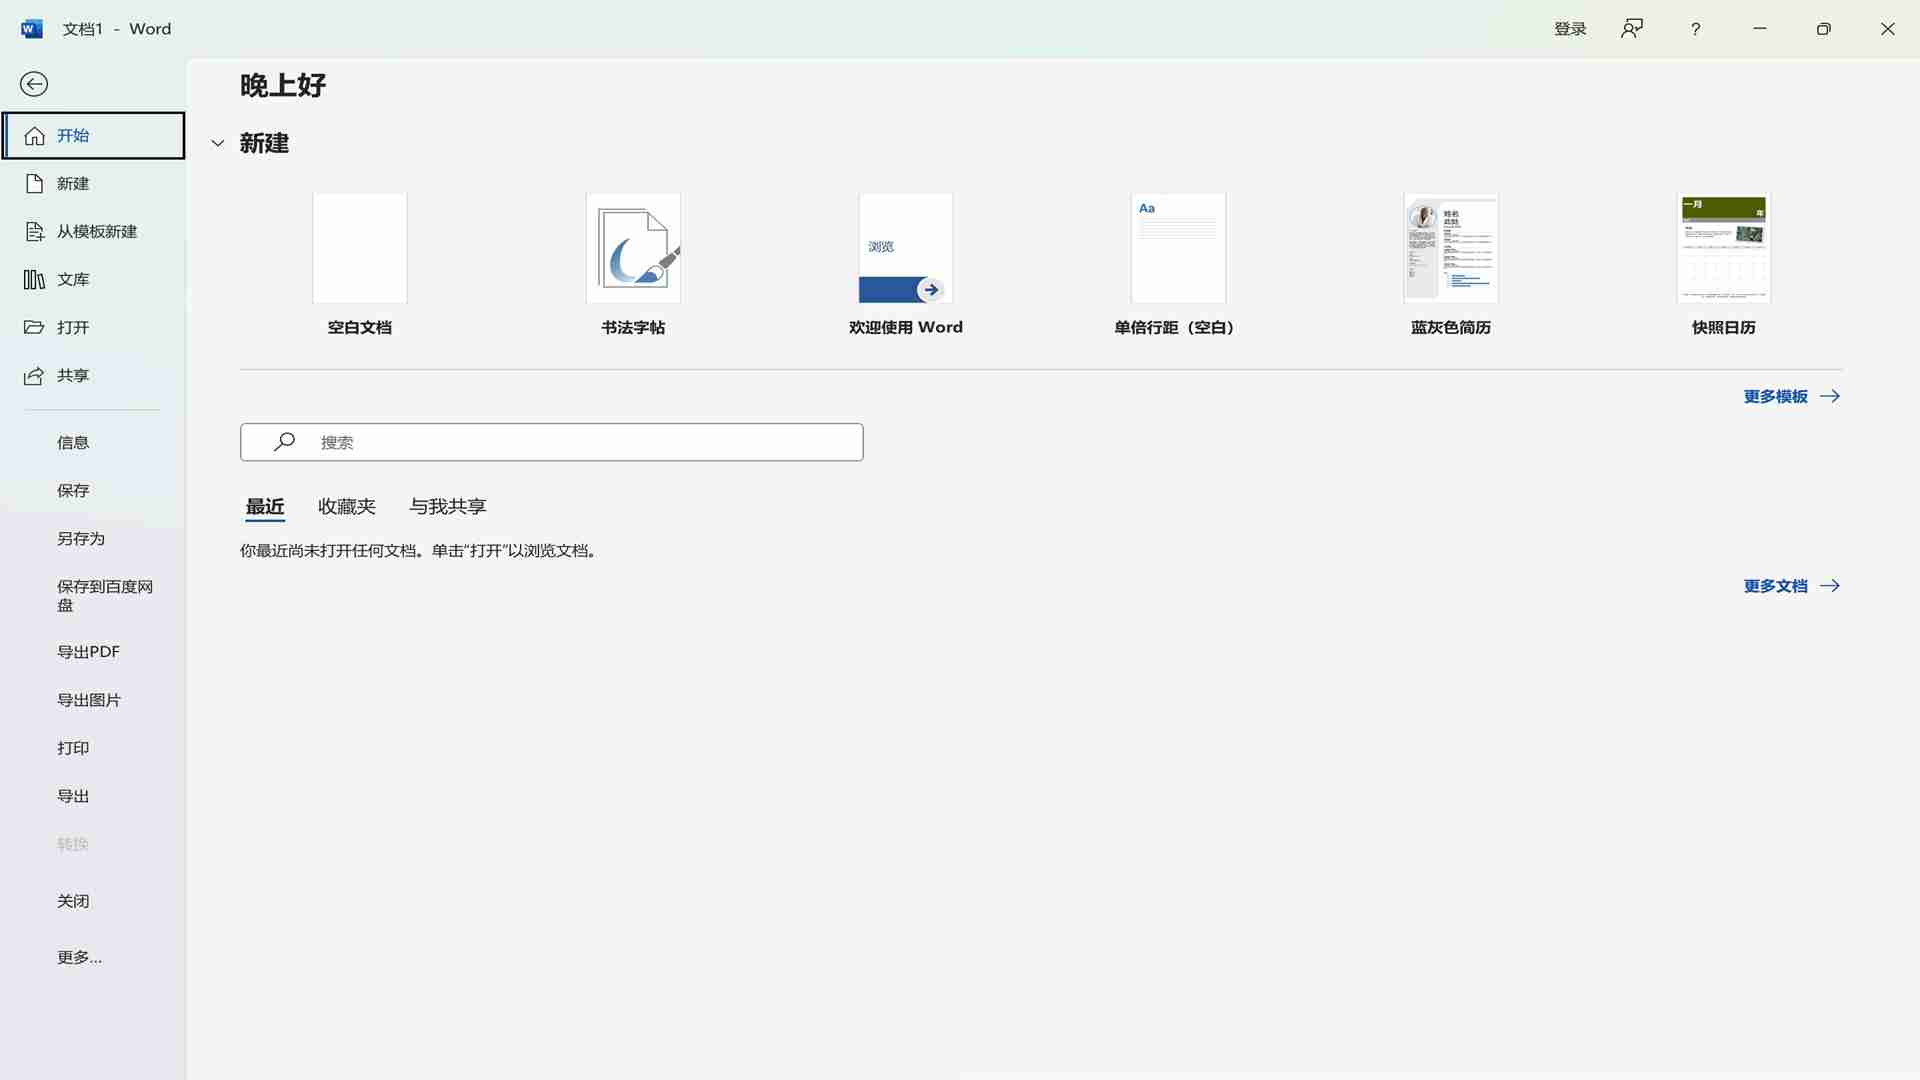 文档1 - Word
登录
?
晚上好
开始
新建
从模板新建
文库
打开
共享
信息
保存
另存为
保存到百度网
盘
导出PDF
导出图片
打印
导出
转换
关闭
更多...
新建
浏览
Aa
姓名
一月
年
空白文档
书法字帖
欢迎使用 Word
单倍行距（空白）
蓝灰色简历
快照日历
更多模板
搜索
最近 收藏夹 与我共享
你最近尚未打开任何文档。单击“打开”以浏览文档。
更多文档